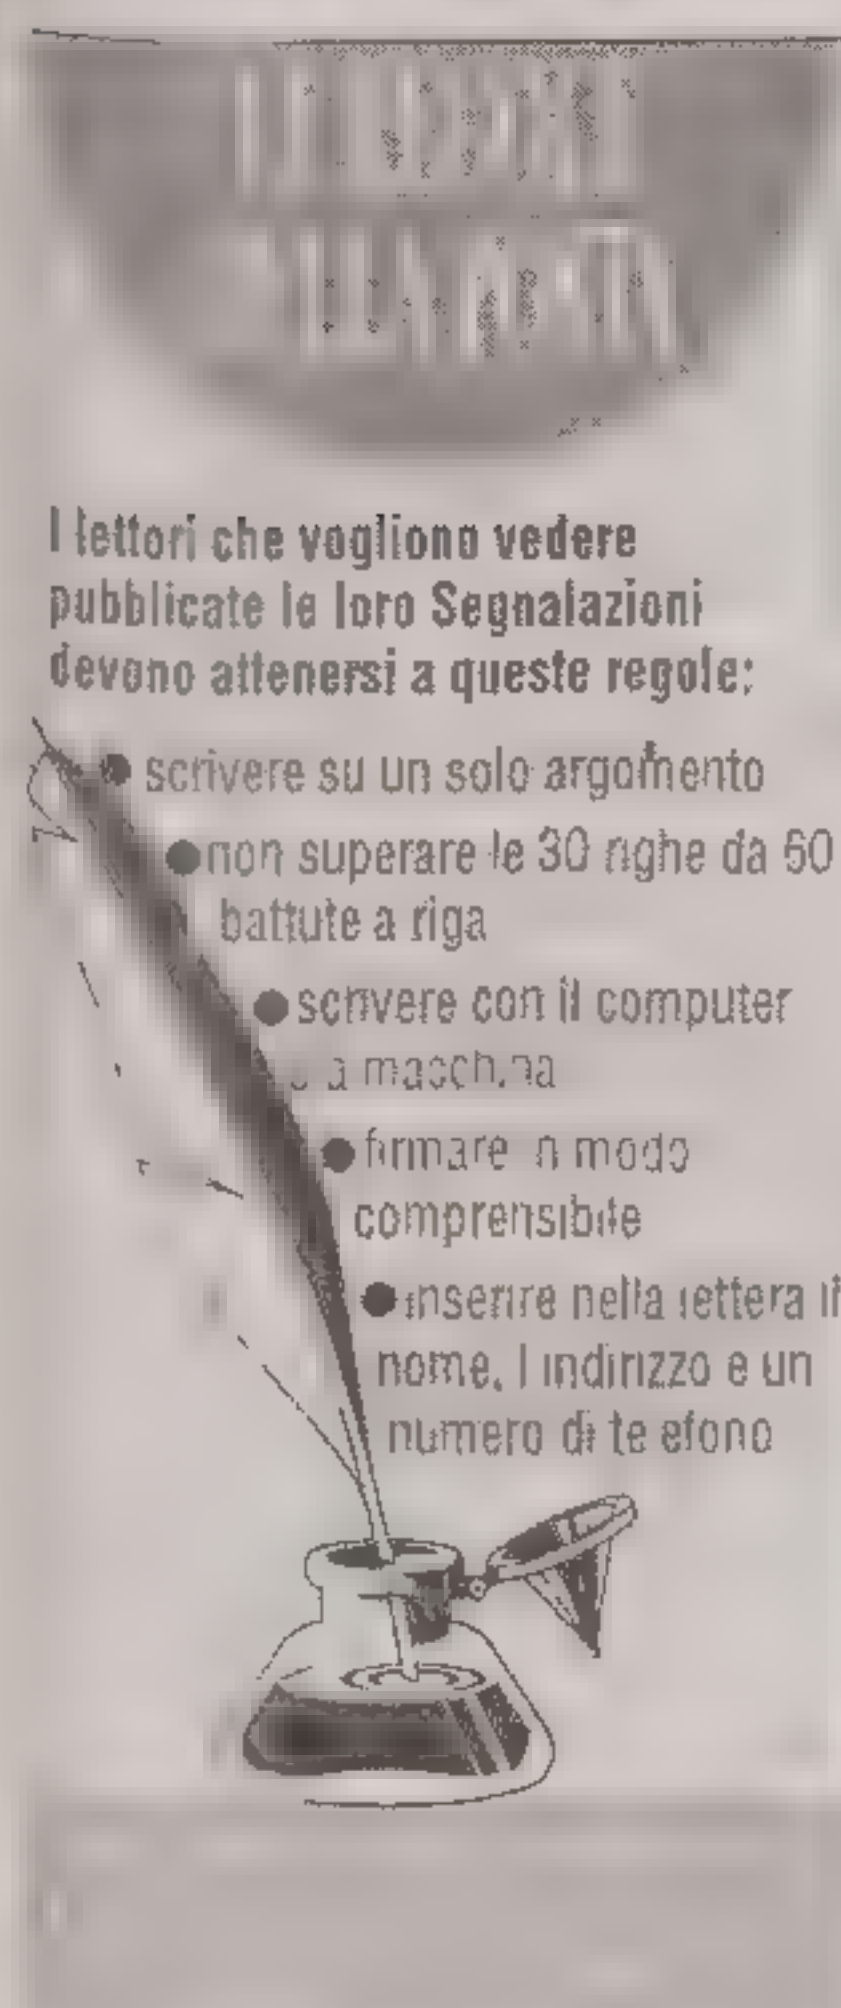 I lettori che vogliono vedere
pubblicate le loro Segnalazioni
devono attenersi a queste regole:
● scrivere su un solo argomento
● non superare le 30 righe da 60
battute a riga
● scrivere con il computer
o a macchina
● firmare in modo
comprensibile
● inserire nella lettera il
nome, l indirizzo e un
numero di telefono